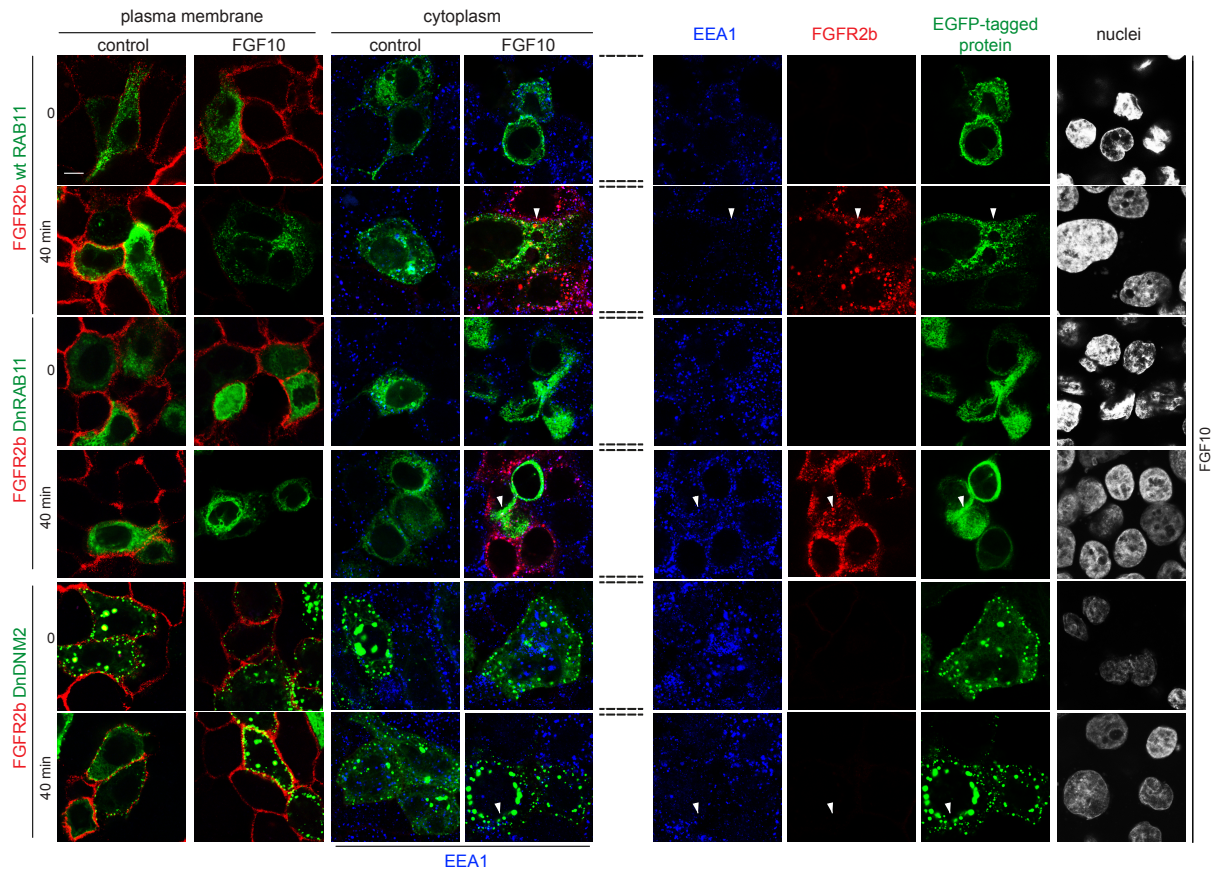 plasma membrane
cytoplasm
control
FGF10
control
FGF10
EEA1
FGFR2b
EGFP-tagged
protein
nuclei
FGFR2b wt RAB11
0
40 min
FGFR2b DnRAB11
0
40 min
FGFR2b DnDNM2
0
40 min
FGF10
EEA1